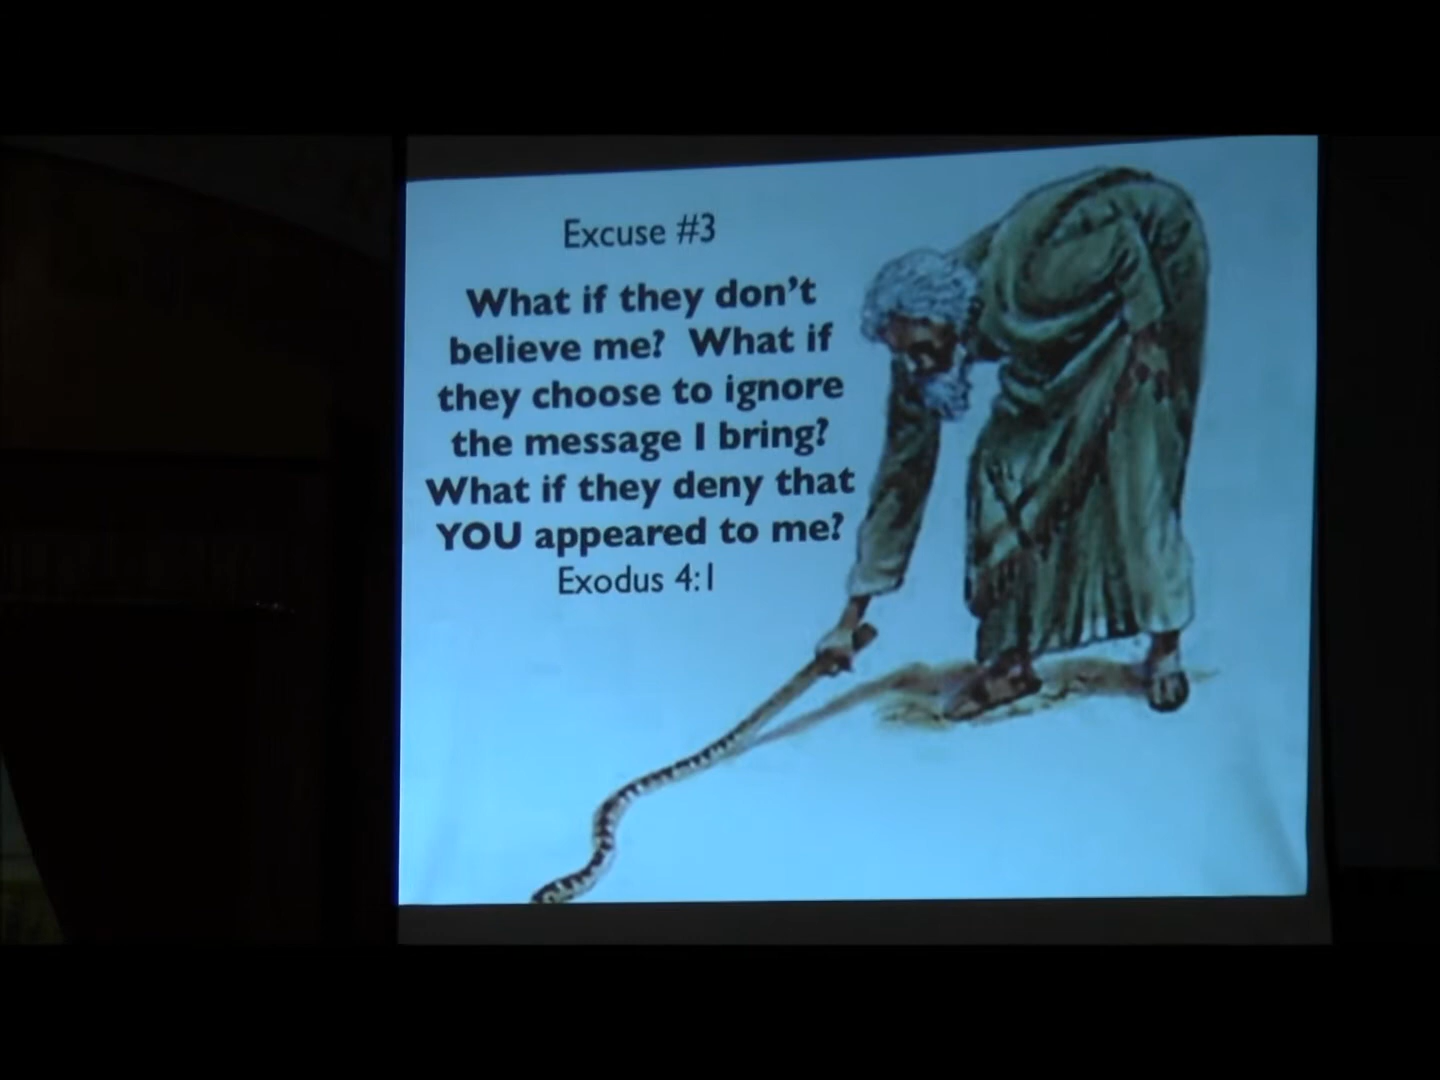 Excuse #3
What if they don't
believe me?  What if
they choose to ignore
the message I bring?
What if they deny that
YOU appeared to me?
Exodus 4:1